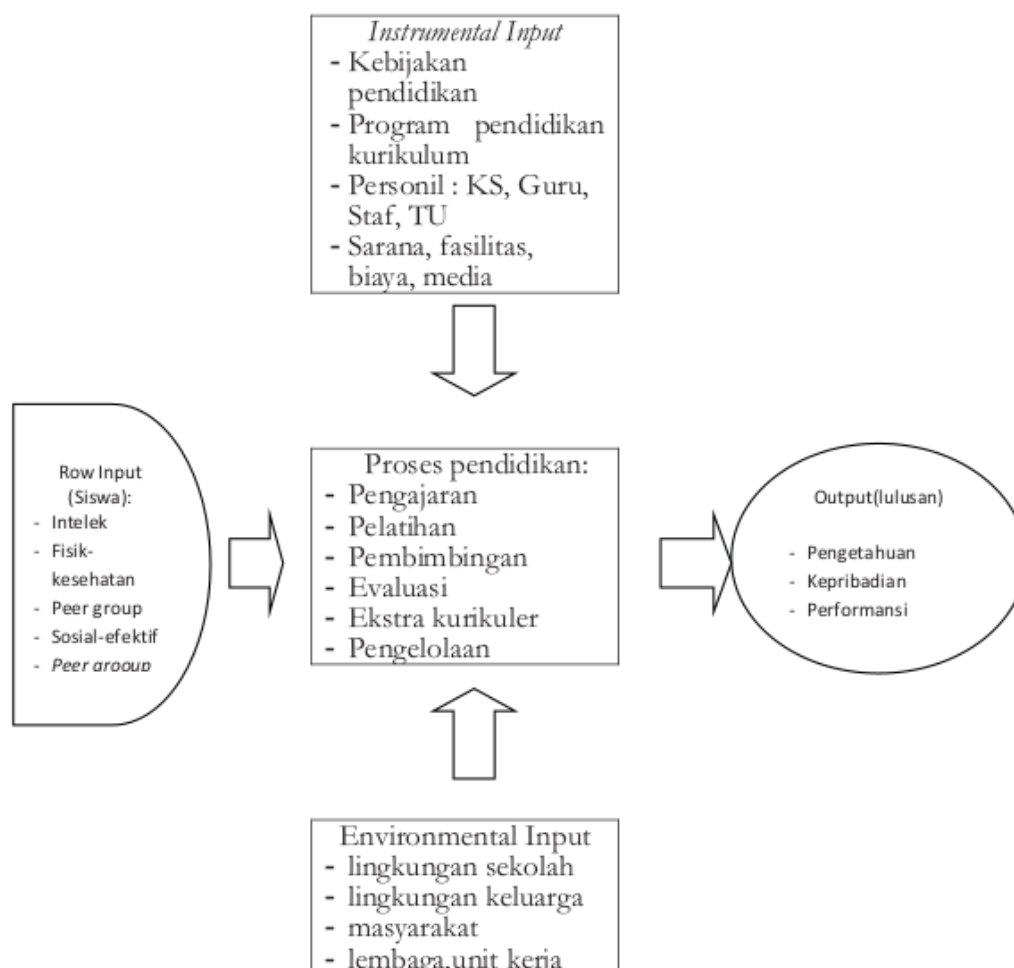 Instrumental Input
- Kebijakan
pendidikan
- Program pendidikan
kurikulum
- Personil : KS, Guru,
Staf, TU
- Sarana, fasilitas,
biaya, media
Row Input
(Siswa):
- Intelek
- Fisik-
kesehatan
- Peer group
- Sosial-efektif
- Peer grooup
Proses pendidikan:
- Pengajaran
- Pelatihan
- Pembimbingan
- Evaluasi
- Ekstra kurikuler
- Pengelolaan
Output(lulusan)
- Pengetahuan
- Kepribadian
- Performansi
Environmental Input
- lingkungan sekolah
- lingkungan keluarga
- masyarakat
- lembaga,unit kerja